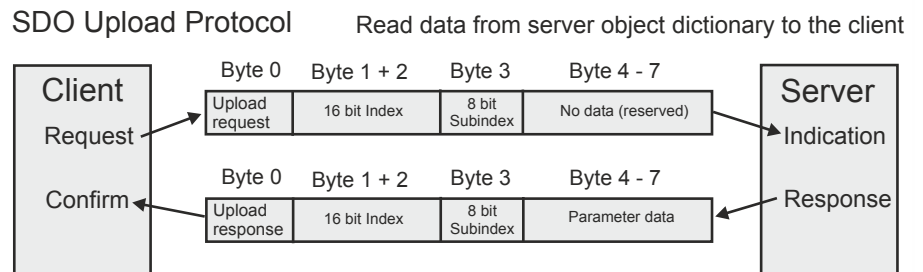 SDO Upload Protocol Read data from server object dictionary to the client
Client
Server
Byte 0 Byte 1 + 2 Byte 3 Byte 4 - 7
Request
Upload
request
16 bit Index
8 bit
Subindex
No data (reserved)
Indication
Byte 0 Byte 1 + 2 Byte 3 Byte 4 - 7
Confirm
Upload
response
16 bit Index
8 bit
Subindex
Parameter data
Response